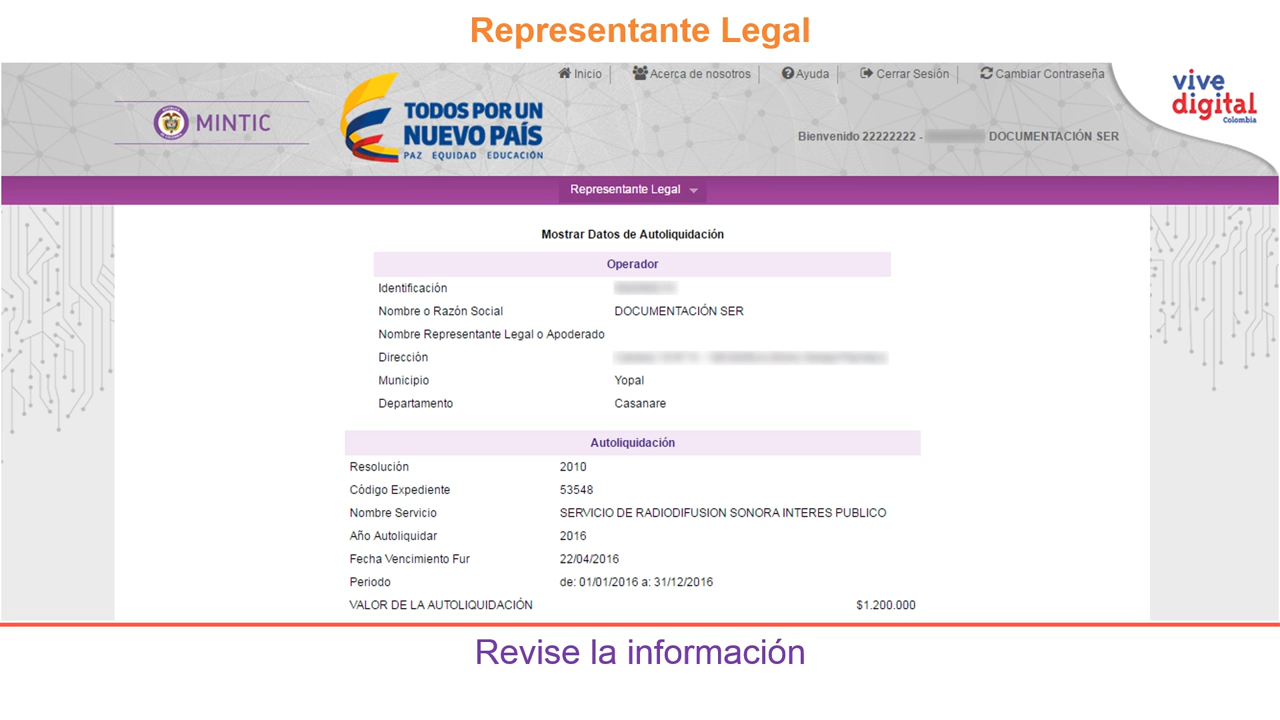 Representante Legal
Inicio
Acerca de nosotros
Ayuda
Cerrar Sesión
Cambiar Contraseña
vive
digital
Colombia
MINTIC
TODOS POR UN
NUEVO PAÍS
PAZ EQUIDAD EDUCACIÓN
Bienvenido 22222222 - DOCUMENTACIÓN SER
Representante Legal
Mostrar Datos de Autoliquidación
Operador
Identificación
Nombre o Razón Social DOCUMENTACIÓN SER
Nombre Representante Legal o Apoderado
Dirección
Municipio Yopal
Departamento Casanare
Autoliquidación
Resolución 2010
Código Expediente 53548
Nombre Servicio SERVICIO DE RADIODIFUSION SONORA INTERES PUBLICO
Año Autoliquidar 2016
Fecha Vencimiento Fur 22/04/2016
Periodo de: 01/01/2016 a: 31/12/2016
VALOR DE LA AUTOLIQUIDACIÓN $1.200.000
Revise la información